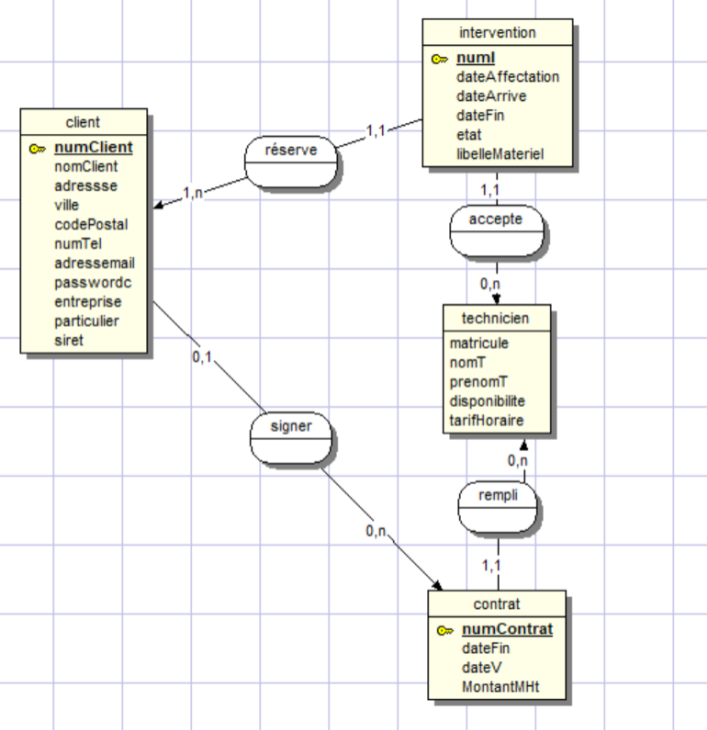 intervention
numI
dateAffectation
dateArrive
dateFin
etat
libelleMateriel
client
numClient
nomClient
adressse
ville
codePostal
numTel
adressemail
passwordc
entreprise
particulier
siret
réserve
1,1
1,n
1,1
accepte
0,n
technicien
matricule
nomT
prenomT
disponibilite
tarifHoraire
0,1
signer
0,n
0,n
rempli
1,1
contrat
numContrat
dateFin
dateV
MontantMHt